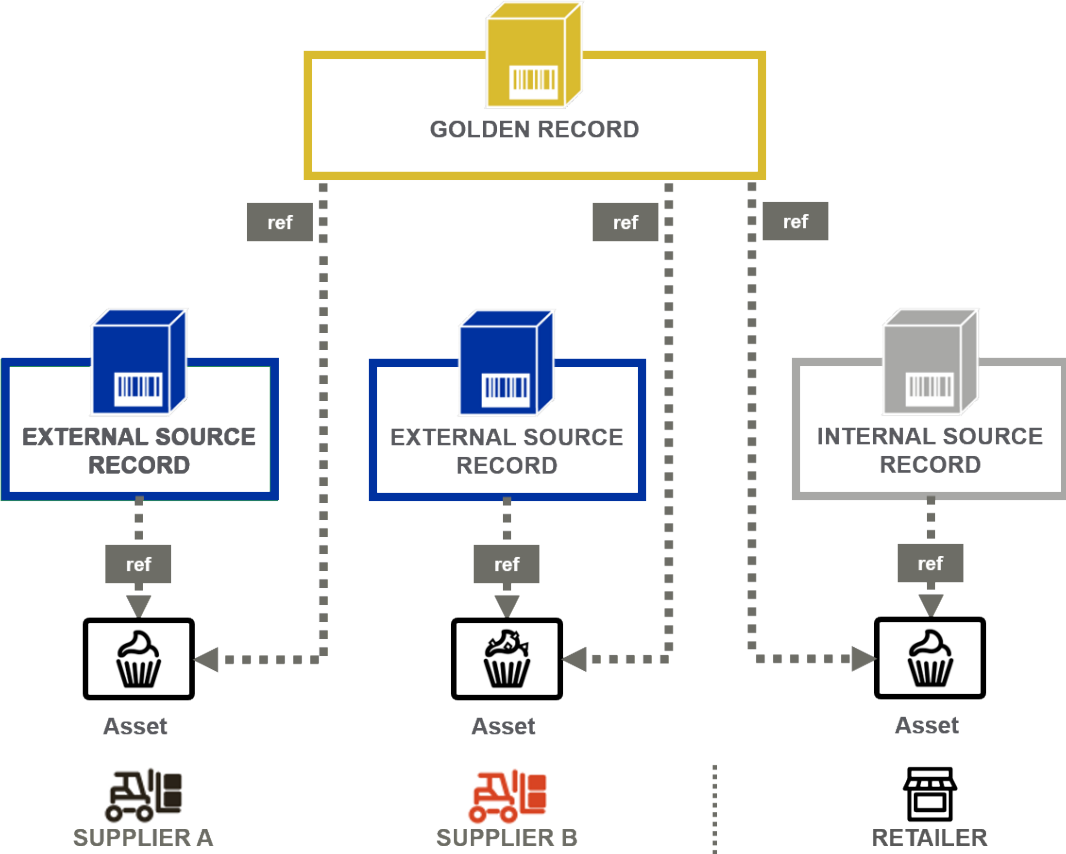 GOLDEN RECORD
ref
ref
ref
EXTERNAL SOURCE
RECORD
EXTERNAL SOURCE
RECORD
INTERNAL SOURCE
RECORD
ref
ref
ref
Asset
Asset
Asset
SUPPLIER A
SUPPLIER B
RETAILER